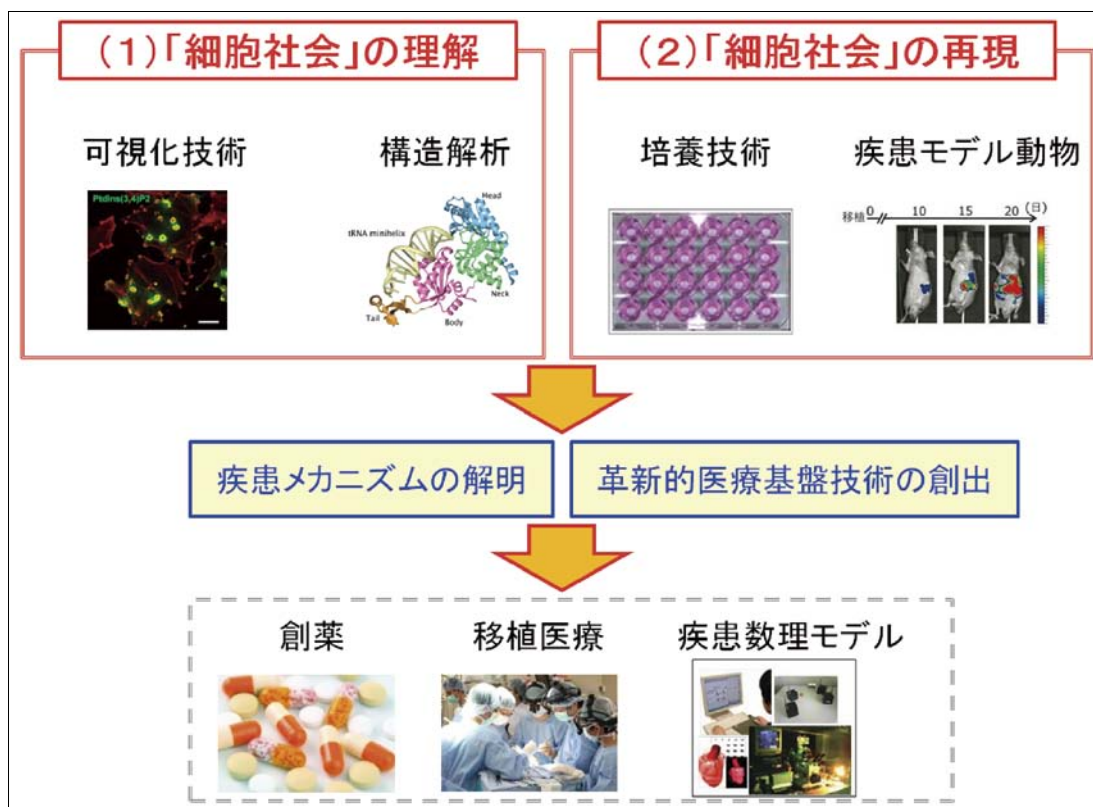 (1)「細胞社会」の理解
(2)「細胞社会」の再現
可視化技術
構造解析
PtdIns(3,4)P2
Head
tRNA minihelix
Neck
Tail
Body
培養技術
疾患モデル動物
移植 0 10 15 20 (日)
疾患メカニズムの解明
革新的医療基盤技術の創出
創薬
移植医療
疾患数理モデル